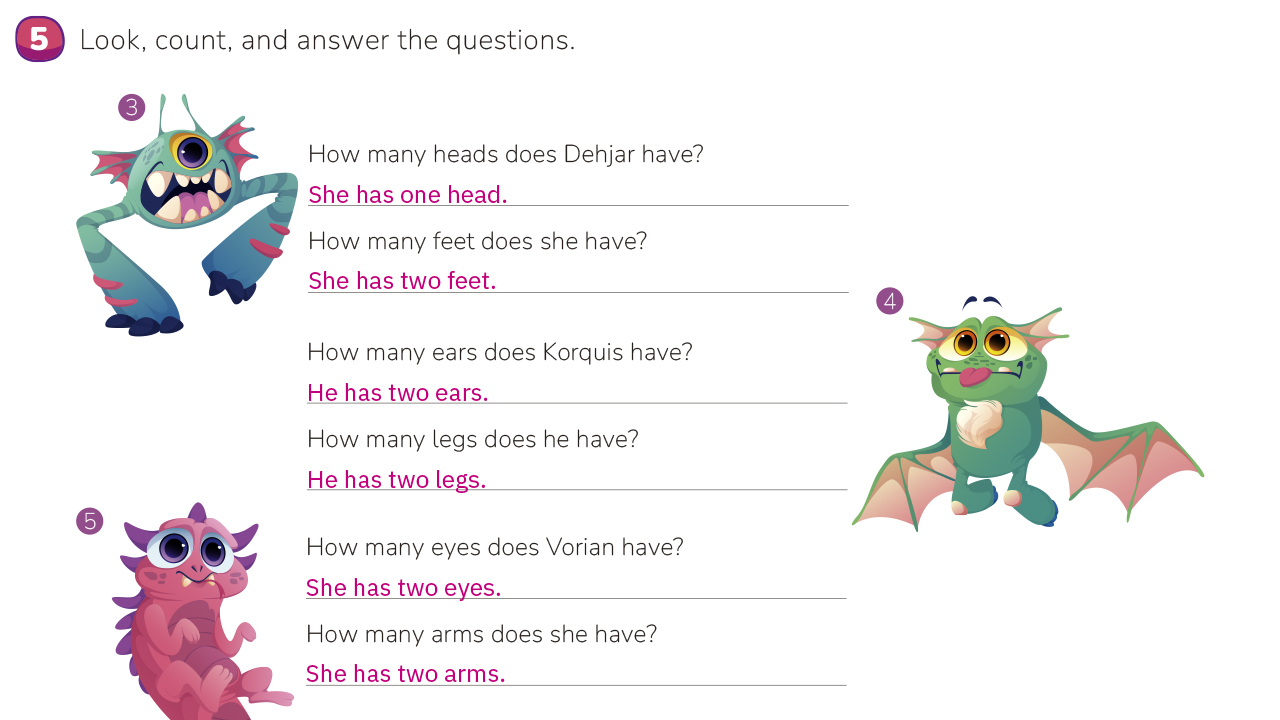 5 Look, count, and answer the questions.
3
How many heads does Dehjar have?
She has one head.
How many feet does she have?
She has two feet.
4
How many ears does Korquis have?
He has two ears.
How many legs does he have?
He has two legs.
5
How many eyes does Vorian have?
She has two eyes.
How many arms does she have?
She has two arms.